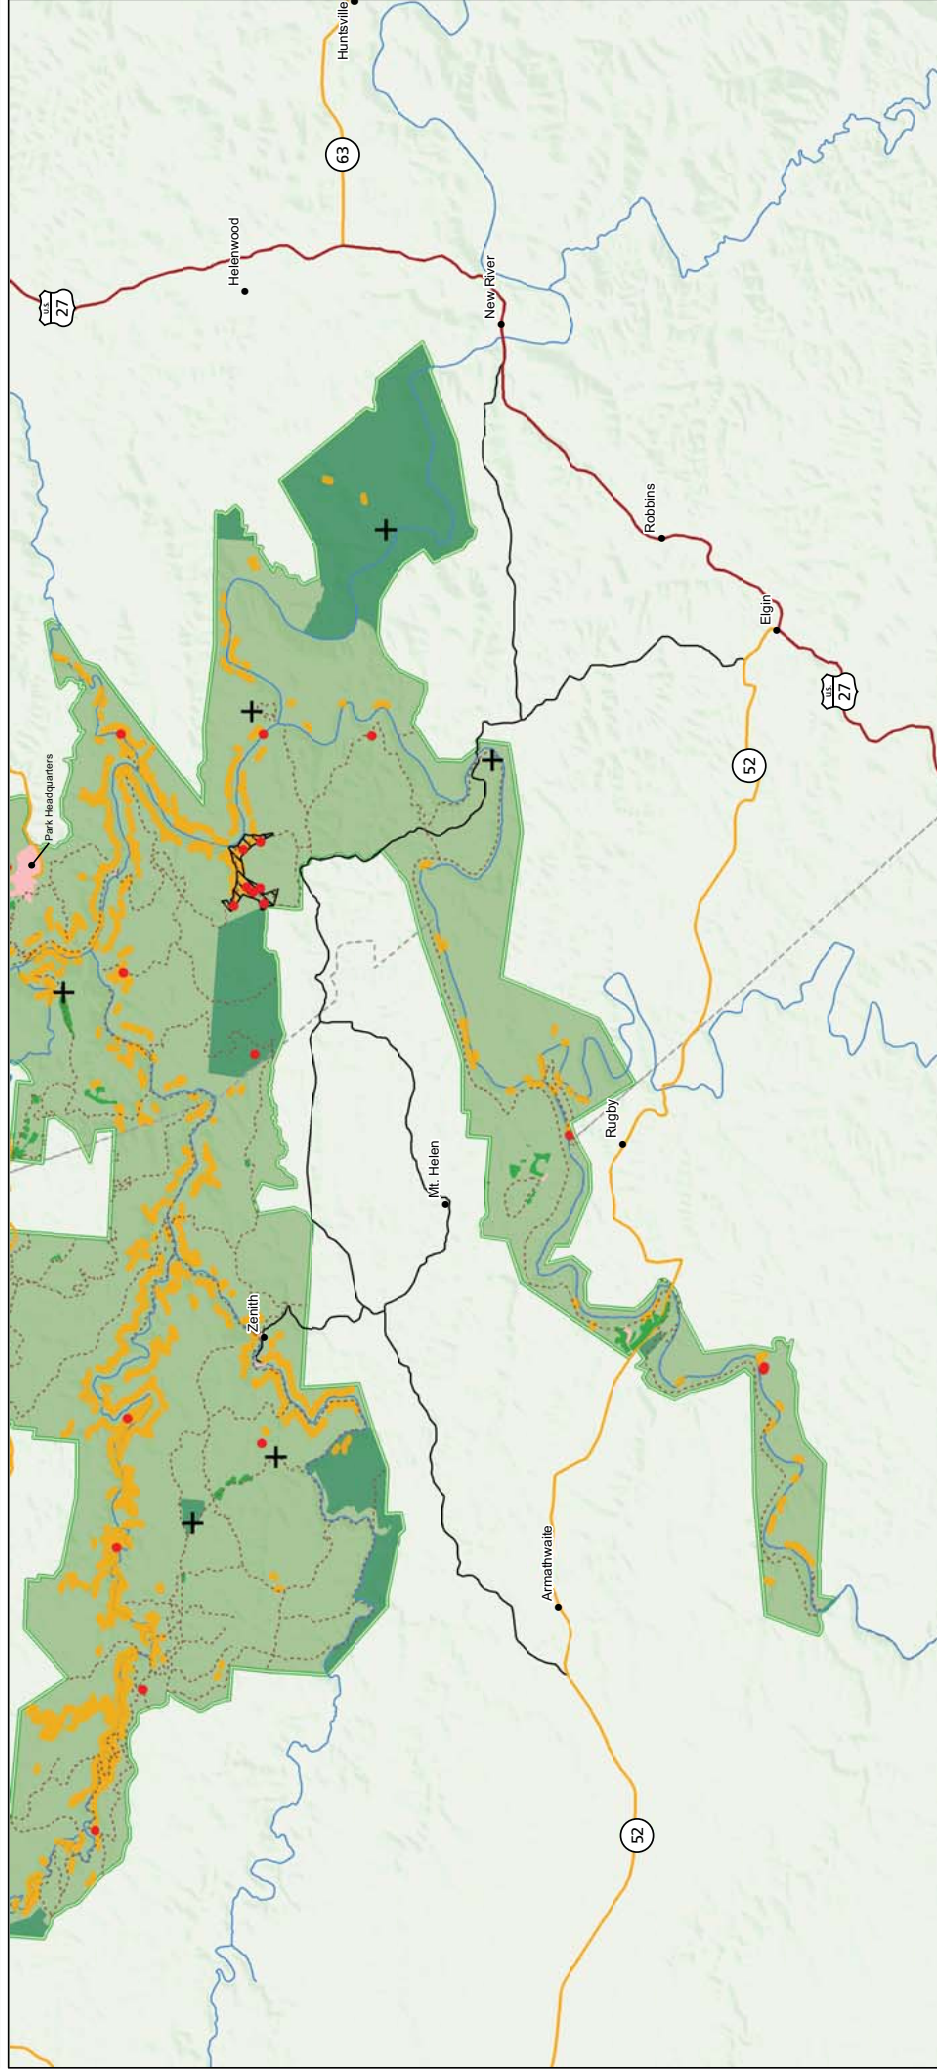 Huntsville
63
Helenwood
U.S.
27
New River
Robbins
Elgin
U.S.
27
52
Park Headquarters
Rugby
Mt. Helen
Zenith
Armathwaite
52